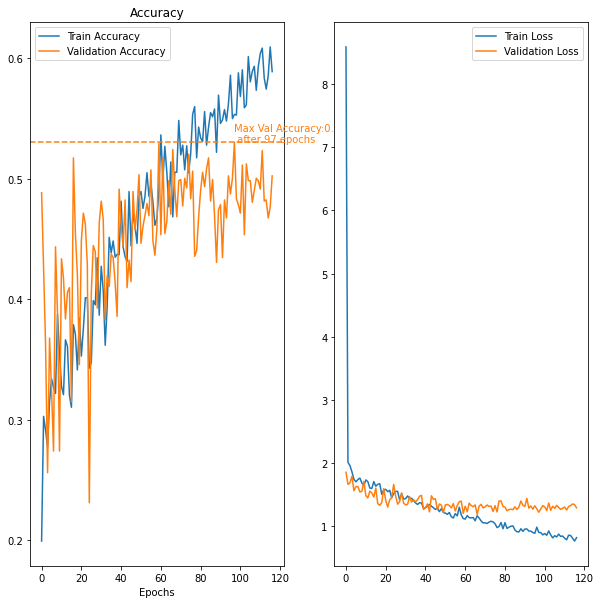 Accuracy
Train Accuracy
Validation Accuracy
Train Loss
Validation Loss
Max Val Accuracy:0.
after 97 epochs
0.6
0.5
0.4
0.3
0.2
0 20 40 60 80 100 120
Epochs
8
7
6
5
4
3
2
1
0 20 40 60 80 100 120